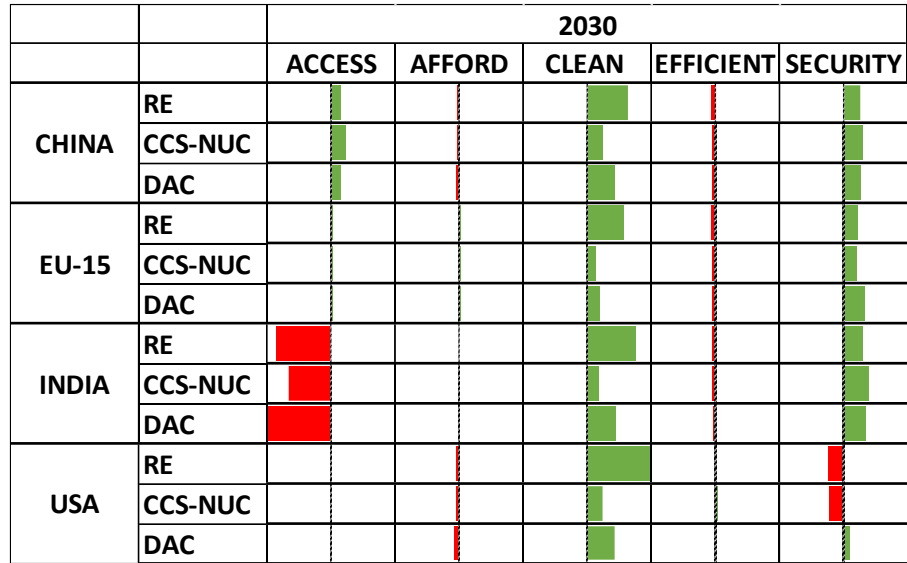 2030
ACCESS AFFORD CLEAN EFFICIENT SECURITY
CHINA
RE
CCS-NUC
DAC
EU-15
RE
CCS-NUC
DAC
INDIA
RE
CCS-NUC
DAC
USA
RE
CCS-NUC
DAC